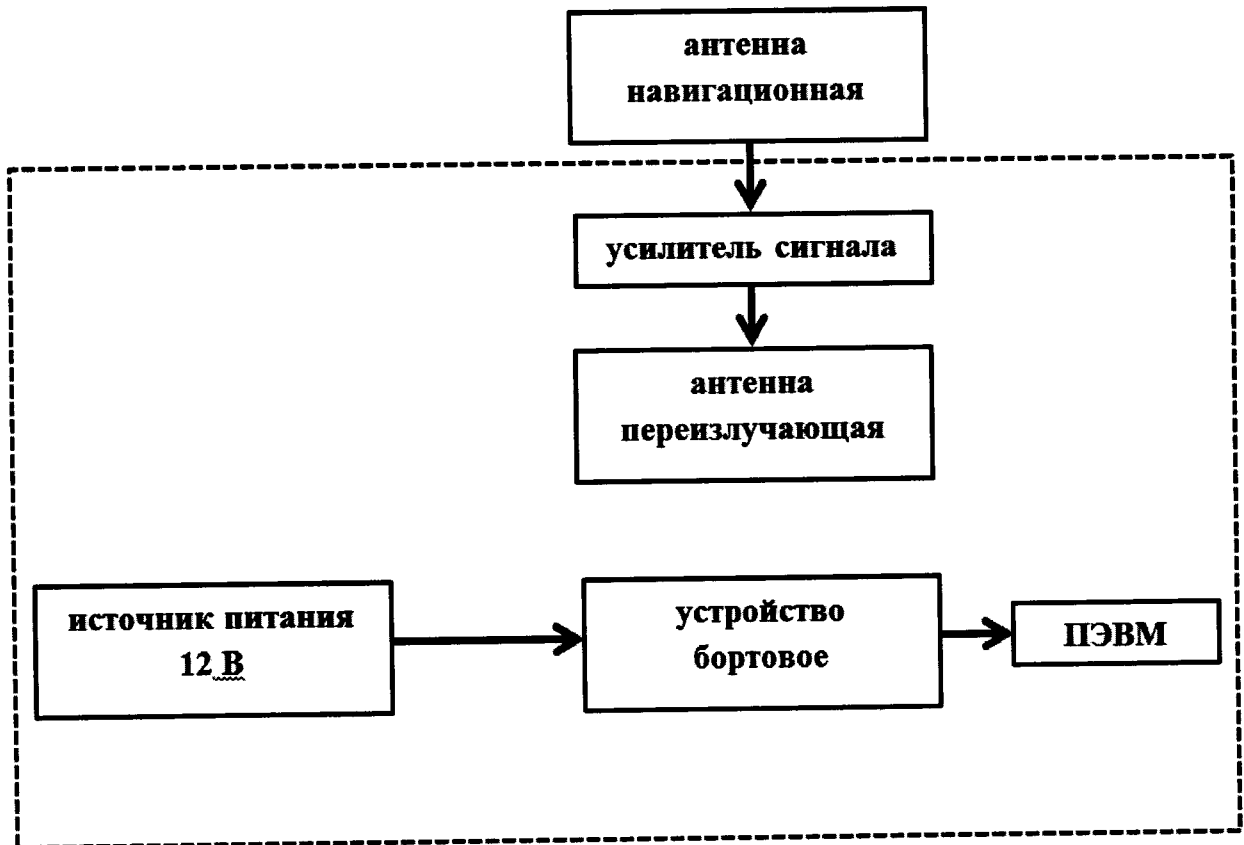 антенна
навигационная
усилитель сигнала
антенна
переизлучающая
источник питания
12 В
устройство
бортовое
ПЭВМ